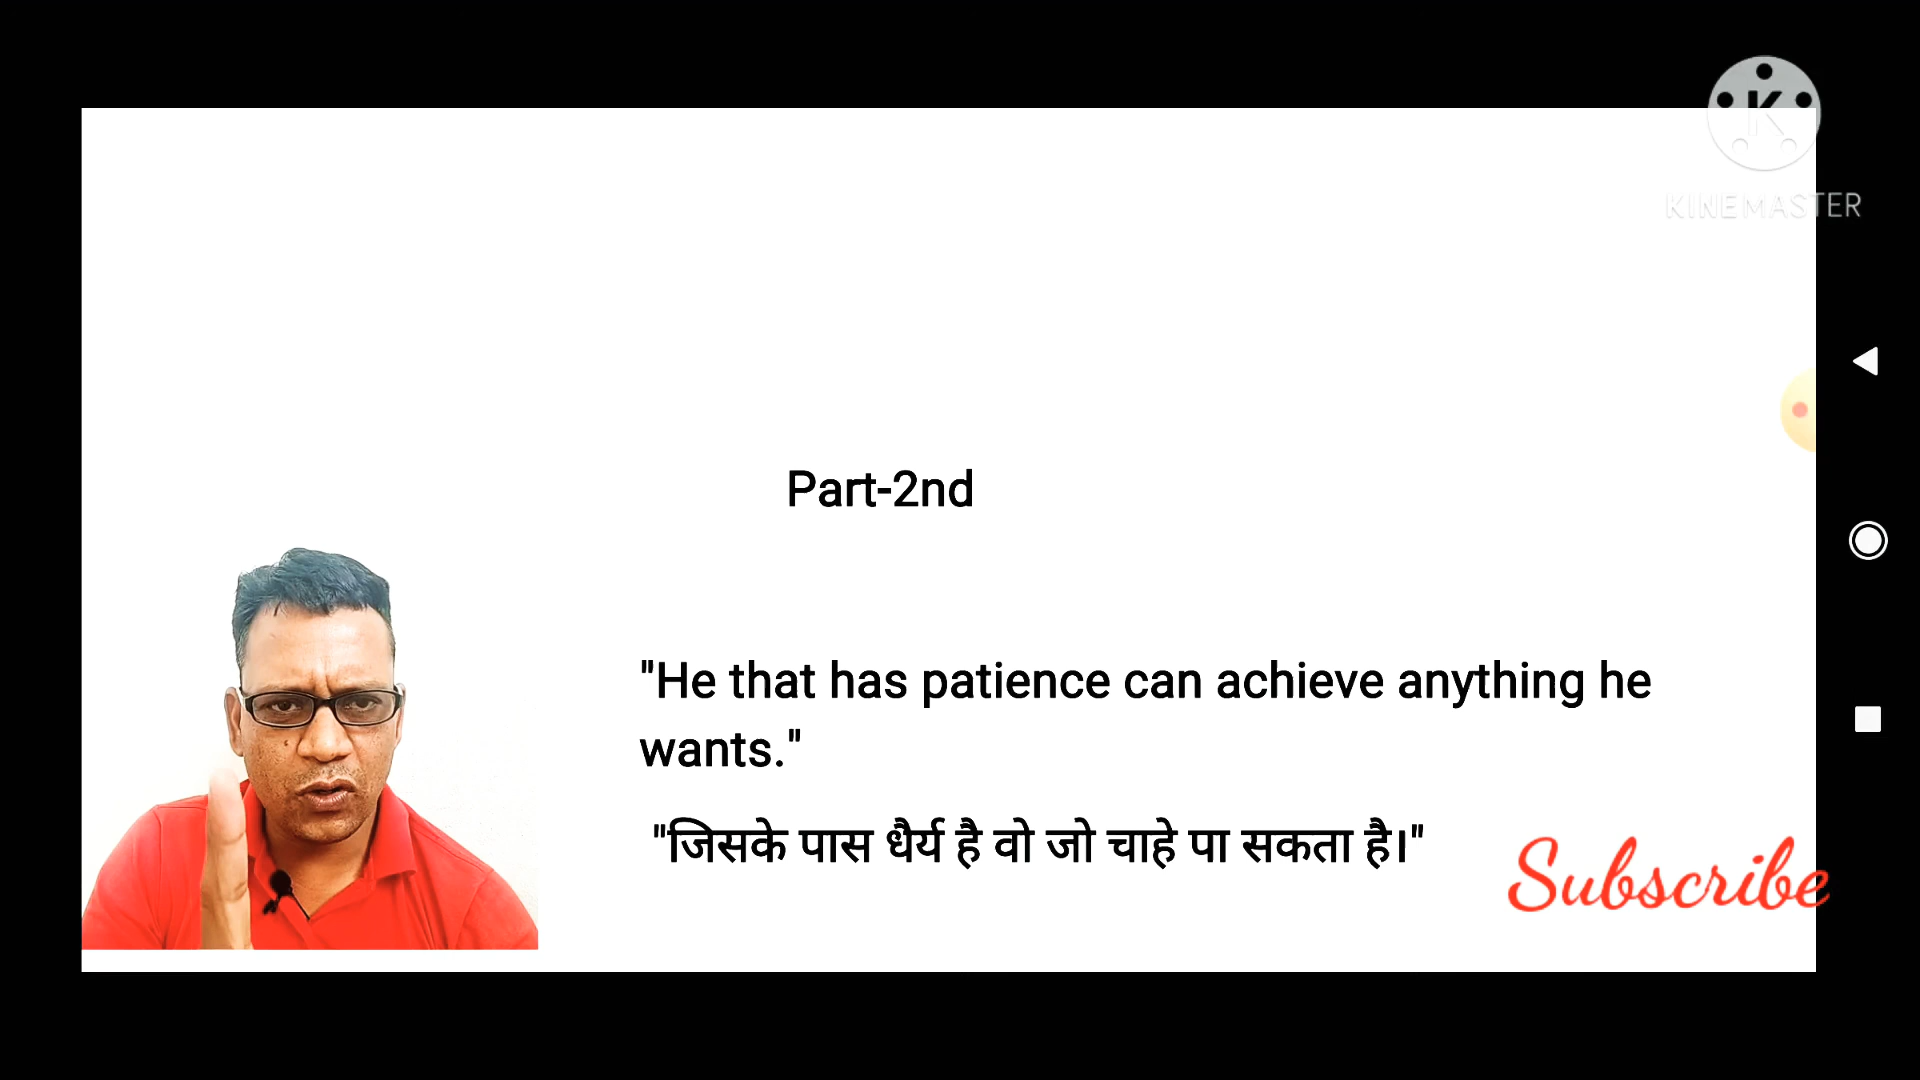 K
KINEMASTER
Part-2nd
"He that has patience can achieve anything he
wants."
"जिसके पास धैर्य है वो जो चाहे पा सकता है।"
Subscribe